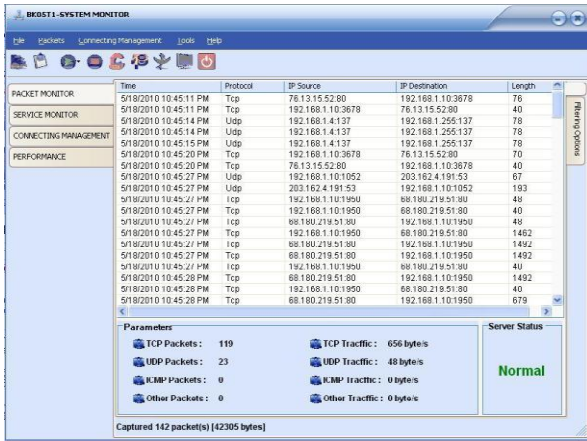 BK05T1-SYSTEM MONITOR
File Packets Connecting Management Tools Help
PACKET MONITOR
SERVICE MONITOR
CONNECTING MANAGEMENT
PERFORMANCE
Time Protocol IP Source IP Destination Length
5/18/2010 10:45:11 PM Tcp 76.13.15.52:80 192.168.1.10:3678 76
5/18/2010 10:45:11 PM Tcp 192.168.1.10:3678 76.13.15.52:80 40
5/18/2010 10:45:14 PM Udp 192.168.1.4:137 192.168.1.255:137 78
5/18/2010 10:45:14 PM Udp 192.168.1.4:137 192.168.1.255:137 78
5/18/2010 10:45:15 PM Udp 192.168.1.4:137 192.168.1.255:137 78
5/18/2010 10:45:20 PM Tcp 192.168.1.10:3678 76.13.15.52:80 70
5/18/2010 10:45:20 PM Tcp 76.13.15.52:80 192.168.1.10:3678 40
5/18/2010 10:45:27 PM Udp 192.168.1.10:1052 203.162.4.191:53 67
5/18/2010 10:45:27 PM Udp 203.162.4.191:53 192.168.1.10:1052 193
5/18/2010 10:45:27 PM Tcp 192.168.1.10:1950 68.180.219.51:80 48
5/18/2010 10:45:27 PM Tcp 192.168.1.10:1950 68.180.219.51:80 40
5/18/2010 10:45:27 PM Tcp 68.180.219.51:80 192.168.1.10:1950 48
5/18/2010 10:45:27 PM Tcp 192.168.1.10:1950 68.180.219.51:80 1462
5/18/2010 10:45:27 PM Tcp 68.180.219.51:80 192.168.1.10:1950 1492
5/18/2010 10:45:27 PM Tcp 192.168.1.10:1950 68.180.219.51:80 40
5/18/2010 10:45:28 PM Tcp 68.180.219.51:80 192.168.1.10:1950 1492
5/18/2010 10:45:28 PM Tcp 192.168.1.10:1950 68.180.219.51:80 40
5/18/2010 10:45:28 PM Tcp 68.180.219.51:80 192.168.1.10:1950 679
Filtering Options
Parameters
TCP Packets : 119 TCP Tracffic : 656 byte/s
UDP Packets : 23 UDP Tracffic : 48 byte/s
ICMP Packets : 0 ICMP Tracffic : 0 byte/s
Other Packets : 0 Other Tracffic : 0 byte/s
Server Status
Normal
Captured 142 packet(s) [42305 bytes]